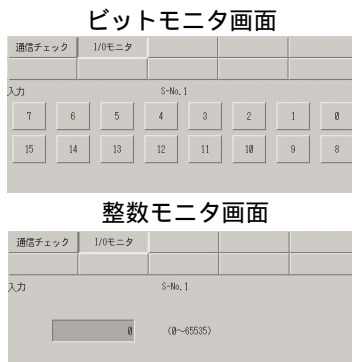 ビットモニタ画面
通信チェック I/Oモニタ
入力 S-No.1
7 6 5 4 3 2 1 0
15 14 13 12 11 10 9 8
整数モニタ画面
通信チェック I/Oモニタ
入力 S-No.1
0 (0～65535)